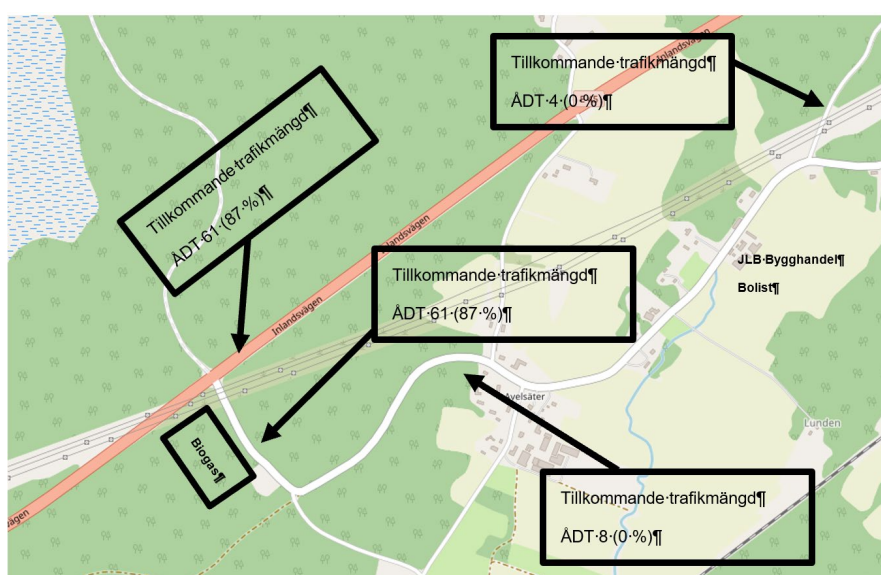 Tillkommande·trafikmängd¶
ÅDT·4·(0·%)¶
Inlandsvägen
Tillkommande·trafikmängd¶
ÅDT·61·(87·%)¶
Inlandsvägen
Tillkommande·trafikmängd¶
ÅDT·61·(87·%)¶
JLB·Bygghandel¶
Bolist¶
Inlandsvägen
Avelsäter
Lunden
Biogas¶
Tillkommande·trafikmängd¶
ÅDT·8·(0·%)¶
vägen